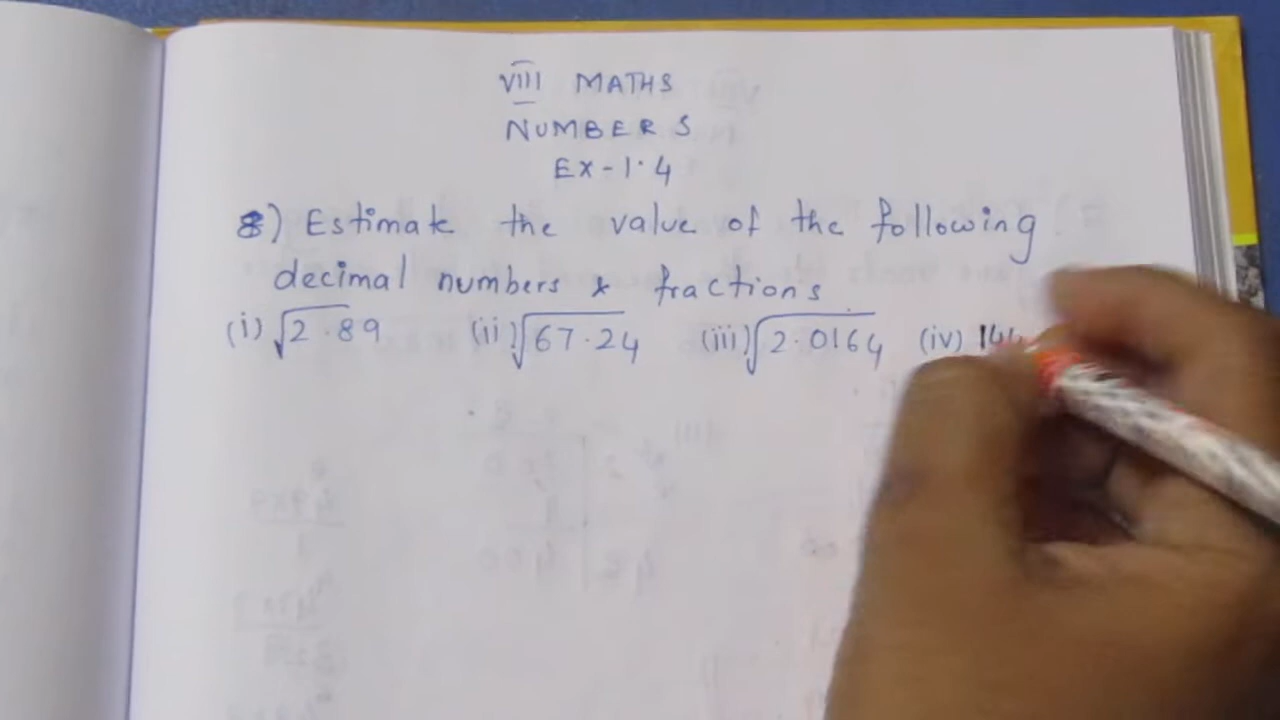 VIII MATHS
NUMBERS
Ex-1.4
8) Estimate the value of the following
decimal numbers & fractions
(i) √2.89 (ii) √67.24 (iii) √2.0164 (iv) 144